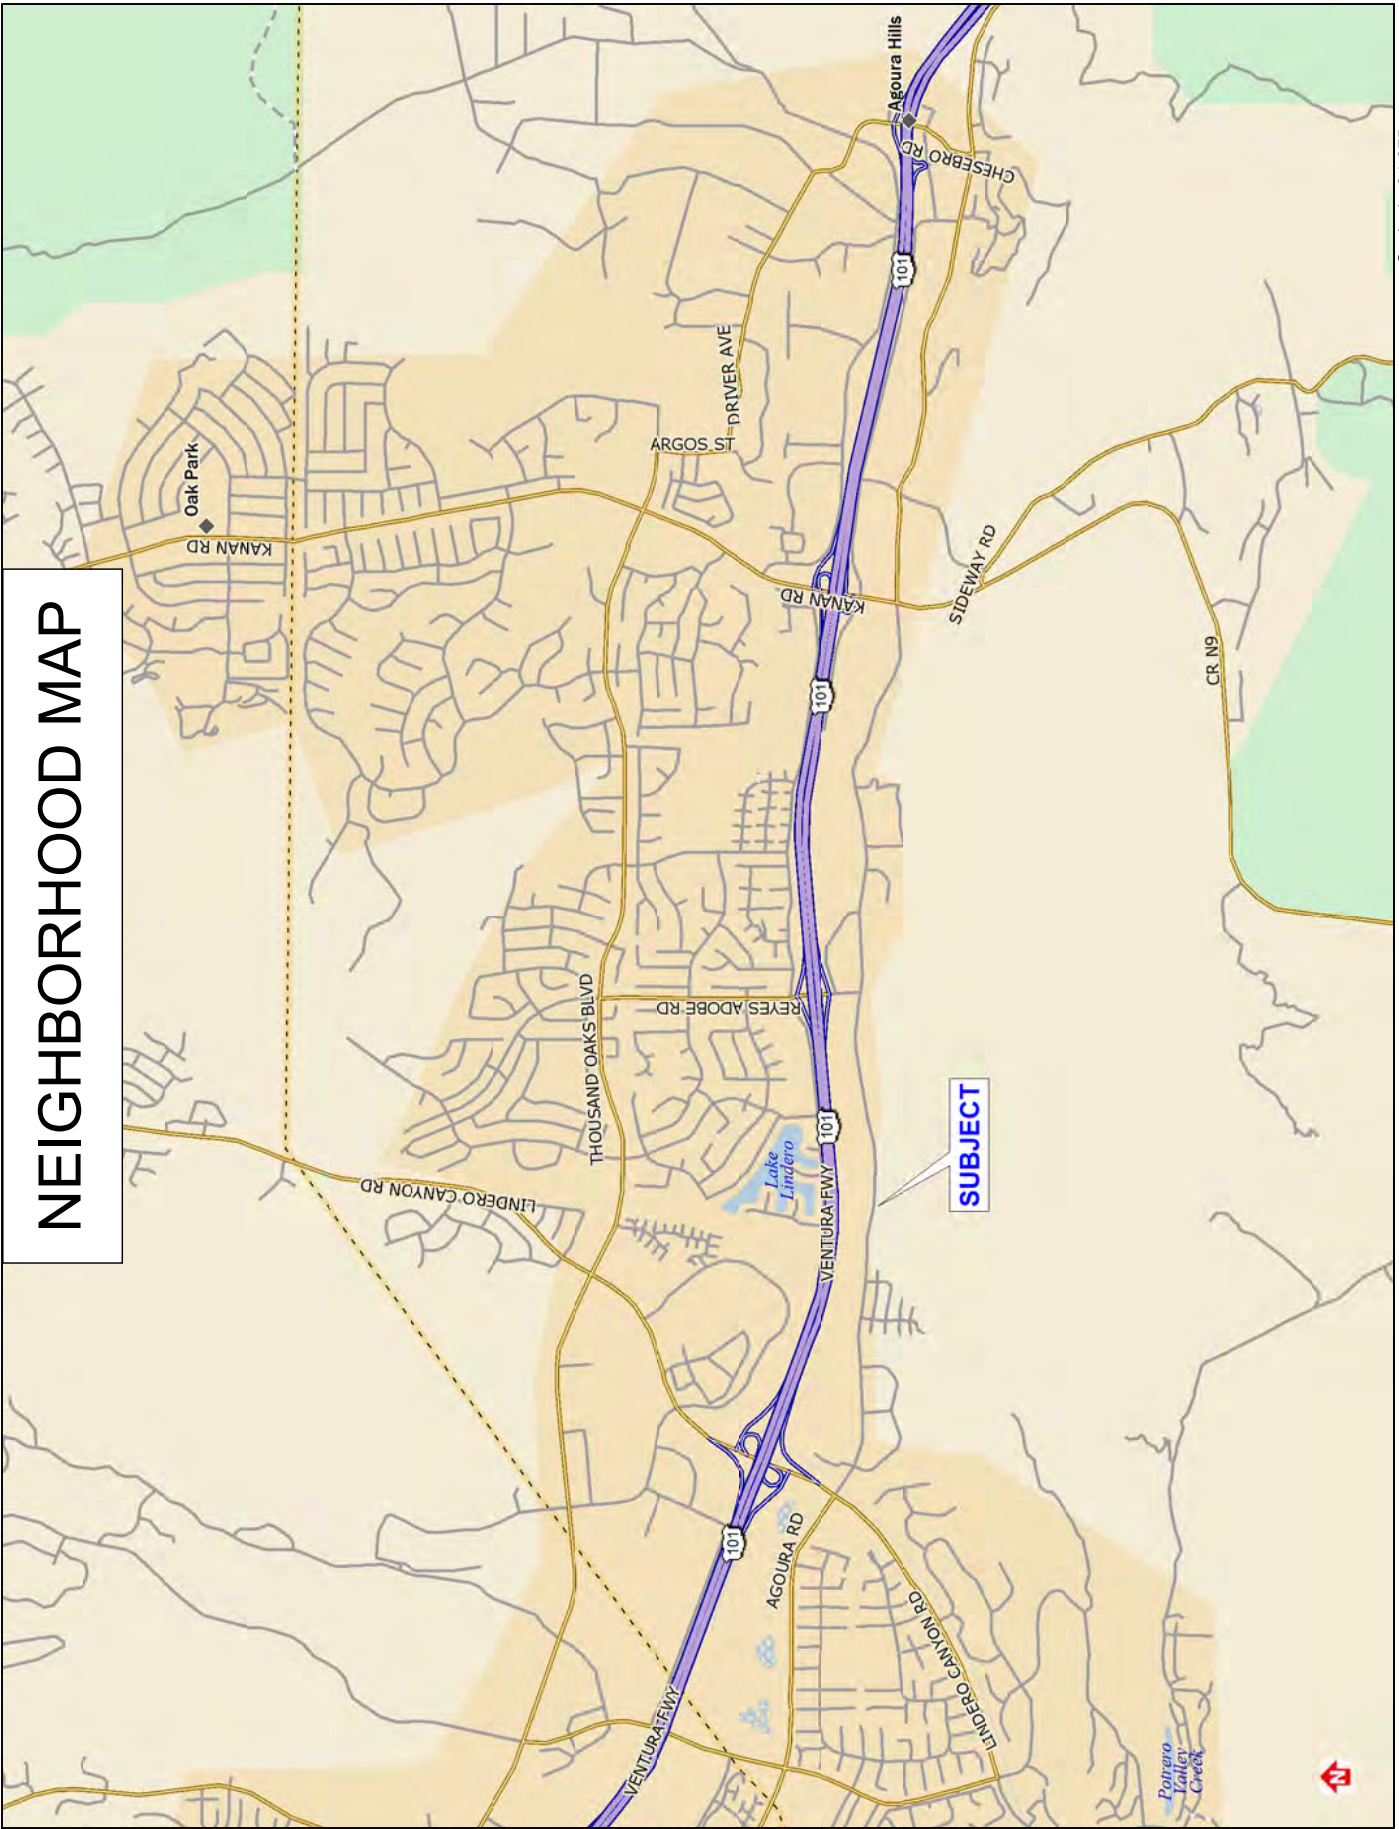 NEIGHBORHOOD MAP
Oak Park
KANAN RD
Agoura Hills
CHESEBRO RD
101
DRIVER AVE
ARGOS ST
KANAN RD
SIDEWAY RD
CR N9
101
THOUSAND OAKS BLVD
REYES ADOBE RD
LINDERO CANYON RD
Lake
Lindero
101
VENTURA FWY
SUBJECT
101
AGOURA RD
LINDERO CANYON RD
VENTURA FWY
Potrero
Valley
Creek
N